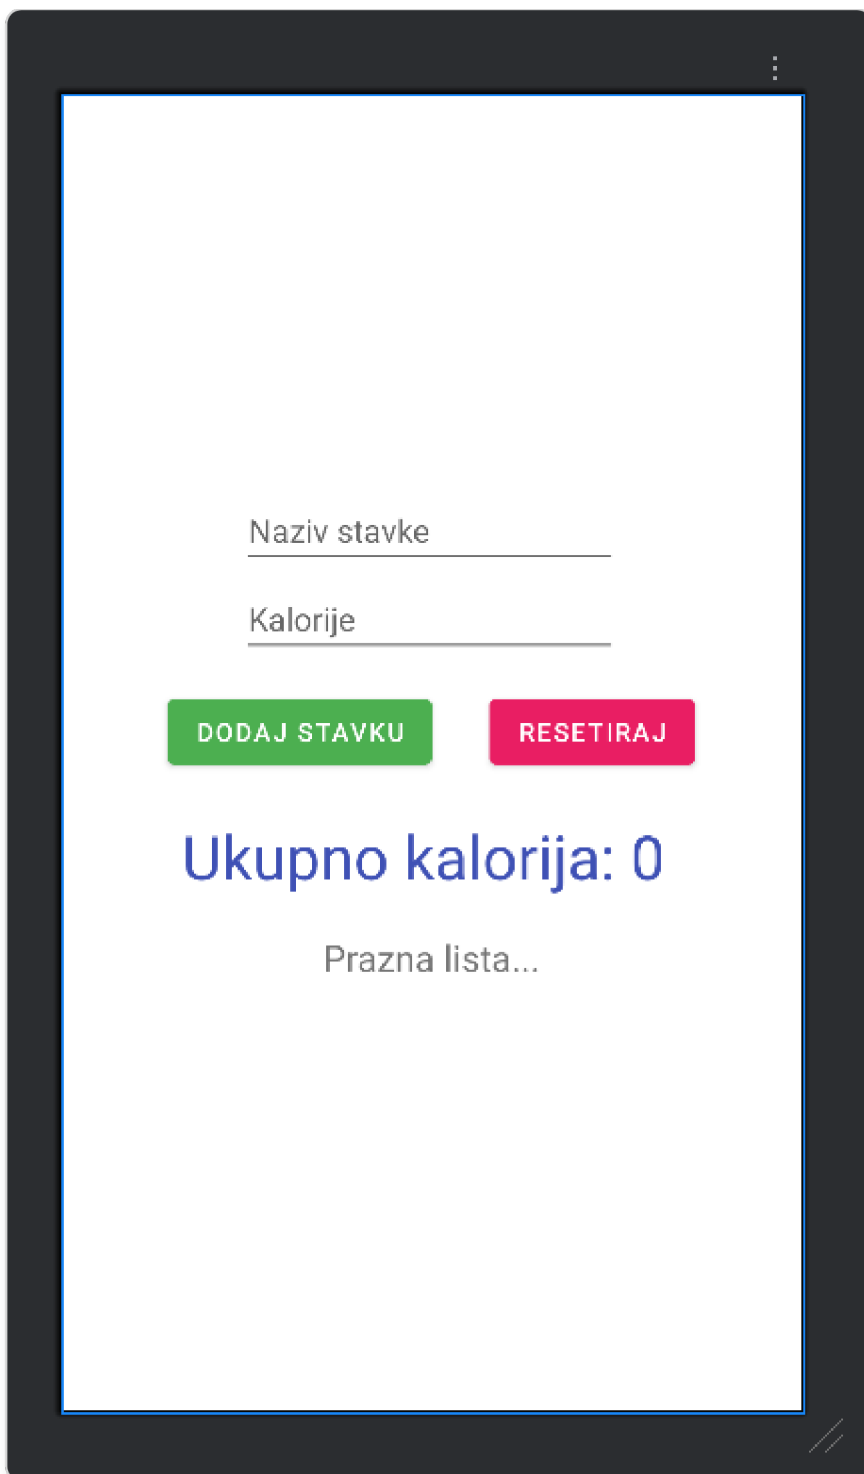 Naziv stavke
Kalorije
DODAJ STAVKU RESETIRAJ
Ukupno kalorija: 0
Prazna lista...